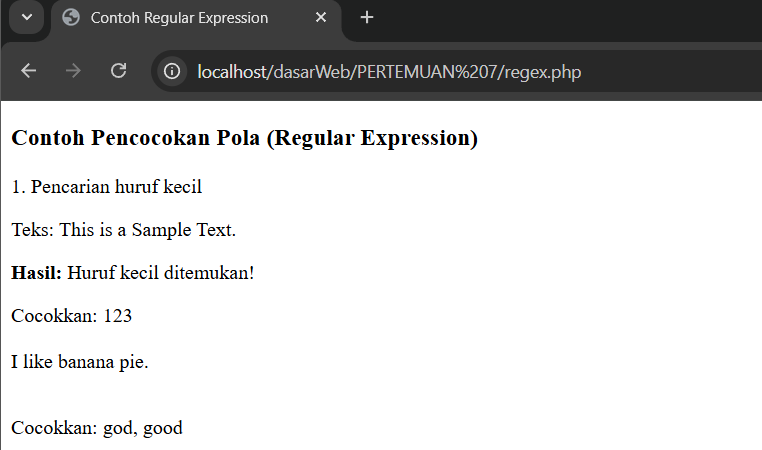 Contoh Regular Expression
localhost/dasarWeb/PERTEMUAN%207/regex.php
Contoh Pencocokan Pola (Regular Expression)
1. Pencarian huruf kecil
Teks: This is a Sample Text.
Hasil: Huruf kecil ditemukan!
Cocokkan: 123
I like banana pie.
Cocokkan: god, good